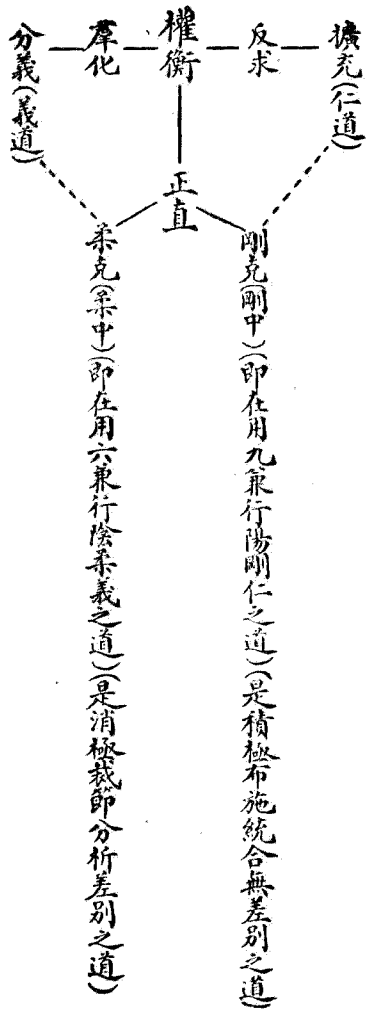 擴充(仁道)
反求
權衡
羣化
分義(義道)
正直
剛克(剛中)(即在用九兼行陽剛仁之道)(是積極布施統合無差別之道)
柔克(柔中)(即在用六兼行陰柔義之道)(是消極裁節分析差別之道)